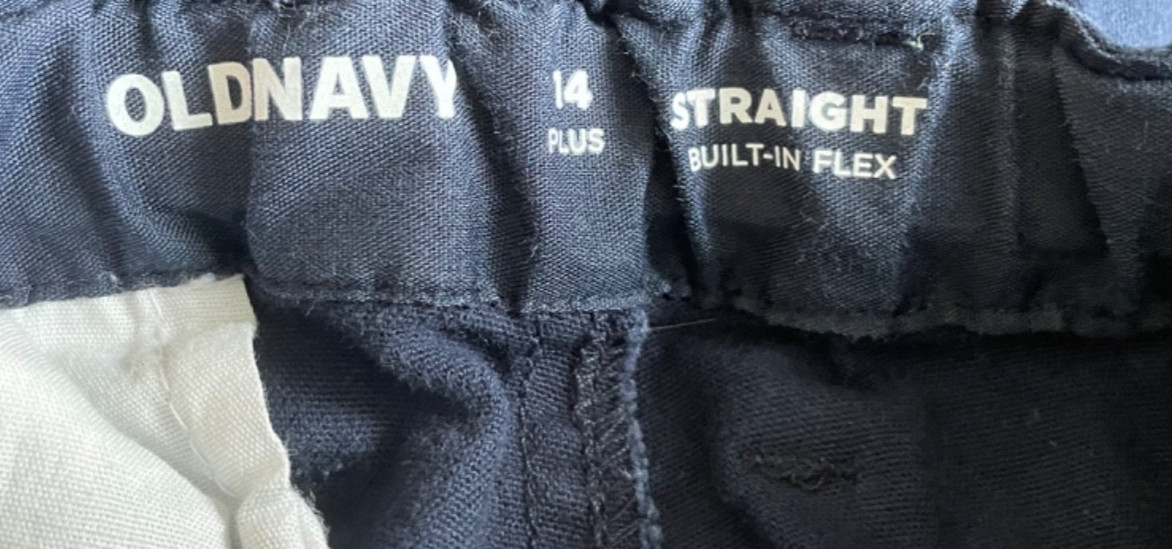 OLDNAVY
14
PLUS
STRAIGHT
BUILT-IN FLEX